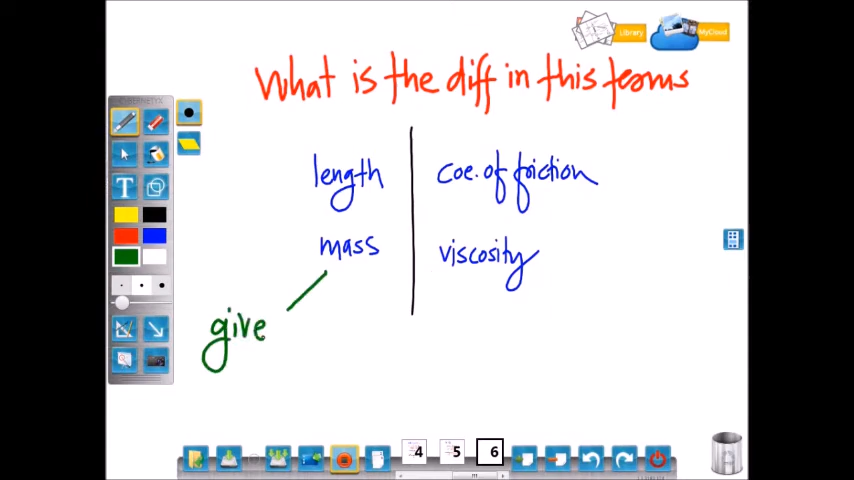 Library
MyCloud
What is the diff in this terms
CYBERNETYX
length
coe. of friction
mass
viscosity
give
T
4
5
6